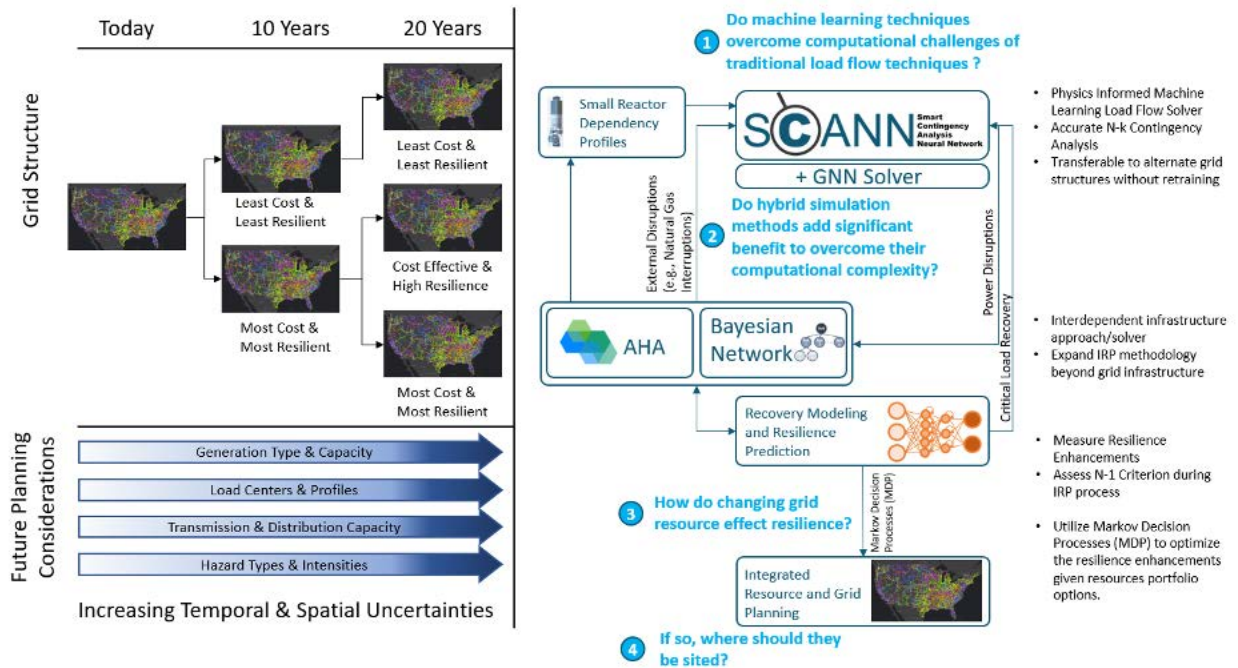 Today
10 Years
20 Years
Grid Structure
Least Cost &
Least Resilient
Most Cost &
Most Resilient
Least Cost &
Least Resilient
Cost Effective &
High Resilience
Most Cost &
Most Resilient
Future Planning
Considerations
Generation Type & Capacity
Load Centers & Profiles
Transmission & Distribution Capacity
Hazard Types & Intensities
Increasing Temporal & Spatial Uncertainties
1
Do machine learning techniques
overcome computational challenges of
traditional load flow techniques ?
Small Reactor
Dependency
Profiles
SCANN
Smart
Contingency
Analysis
Neural Network
+ GNN Solver
Physics Informed Machine
Learning Load Flow Solver
Accurate N-k Contingency
Analysis
Transferable to alternate grid
structures without retraining
External Disruptions
(e.g., Natural Gas
Interruptions)
2
Do hybrid simulation
methods add significant
benefit to overcome their
computational complexity?
Power Disruptions
Critical Load Recovery
AHA
Bayesian
Network
Interdependent infrastructure
approach/solver
Expand IRP methodology
beyond grid infrastructure
Recovery Modeling
and Resilience
Prediction
Measure Resilience
Enhancements
Assess N-1 Criterion during
IRP process
3
How do changing grid
resource effect resilience?
Markov Decision
Processes (MDP)
Utilize Markov Decision
Processes (MDP) to optimize
the resilience enhancements
given resources portfolio
options.
Integrated
Resource and Grid
Planning
4
If so, where should they
be sited?